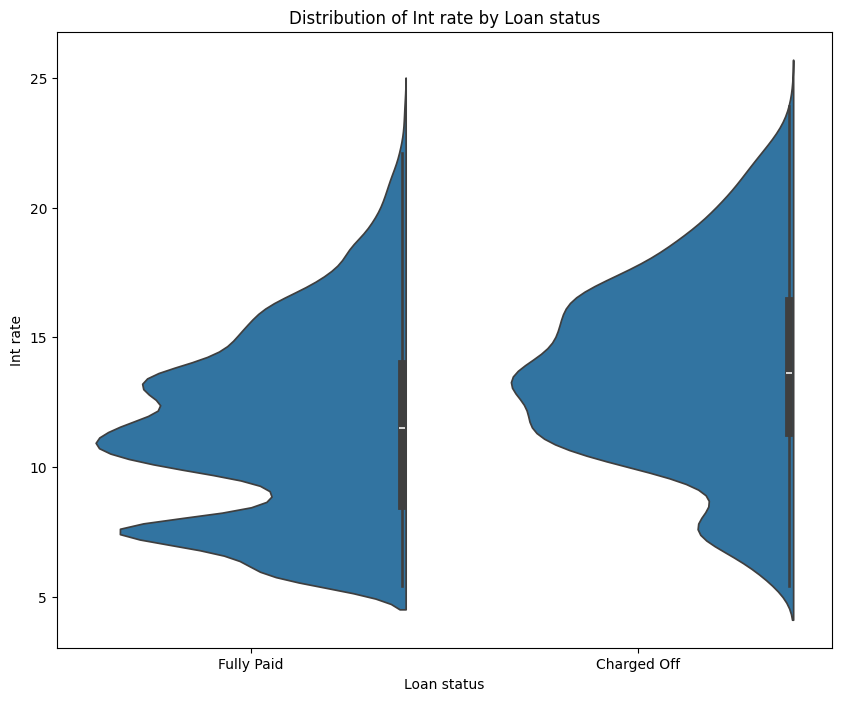 Distribution of Int rate by Loan status
25
20
15
10
5
Int rate
Fully Paid
Charged Off
Loan status